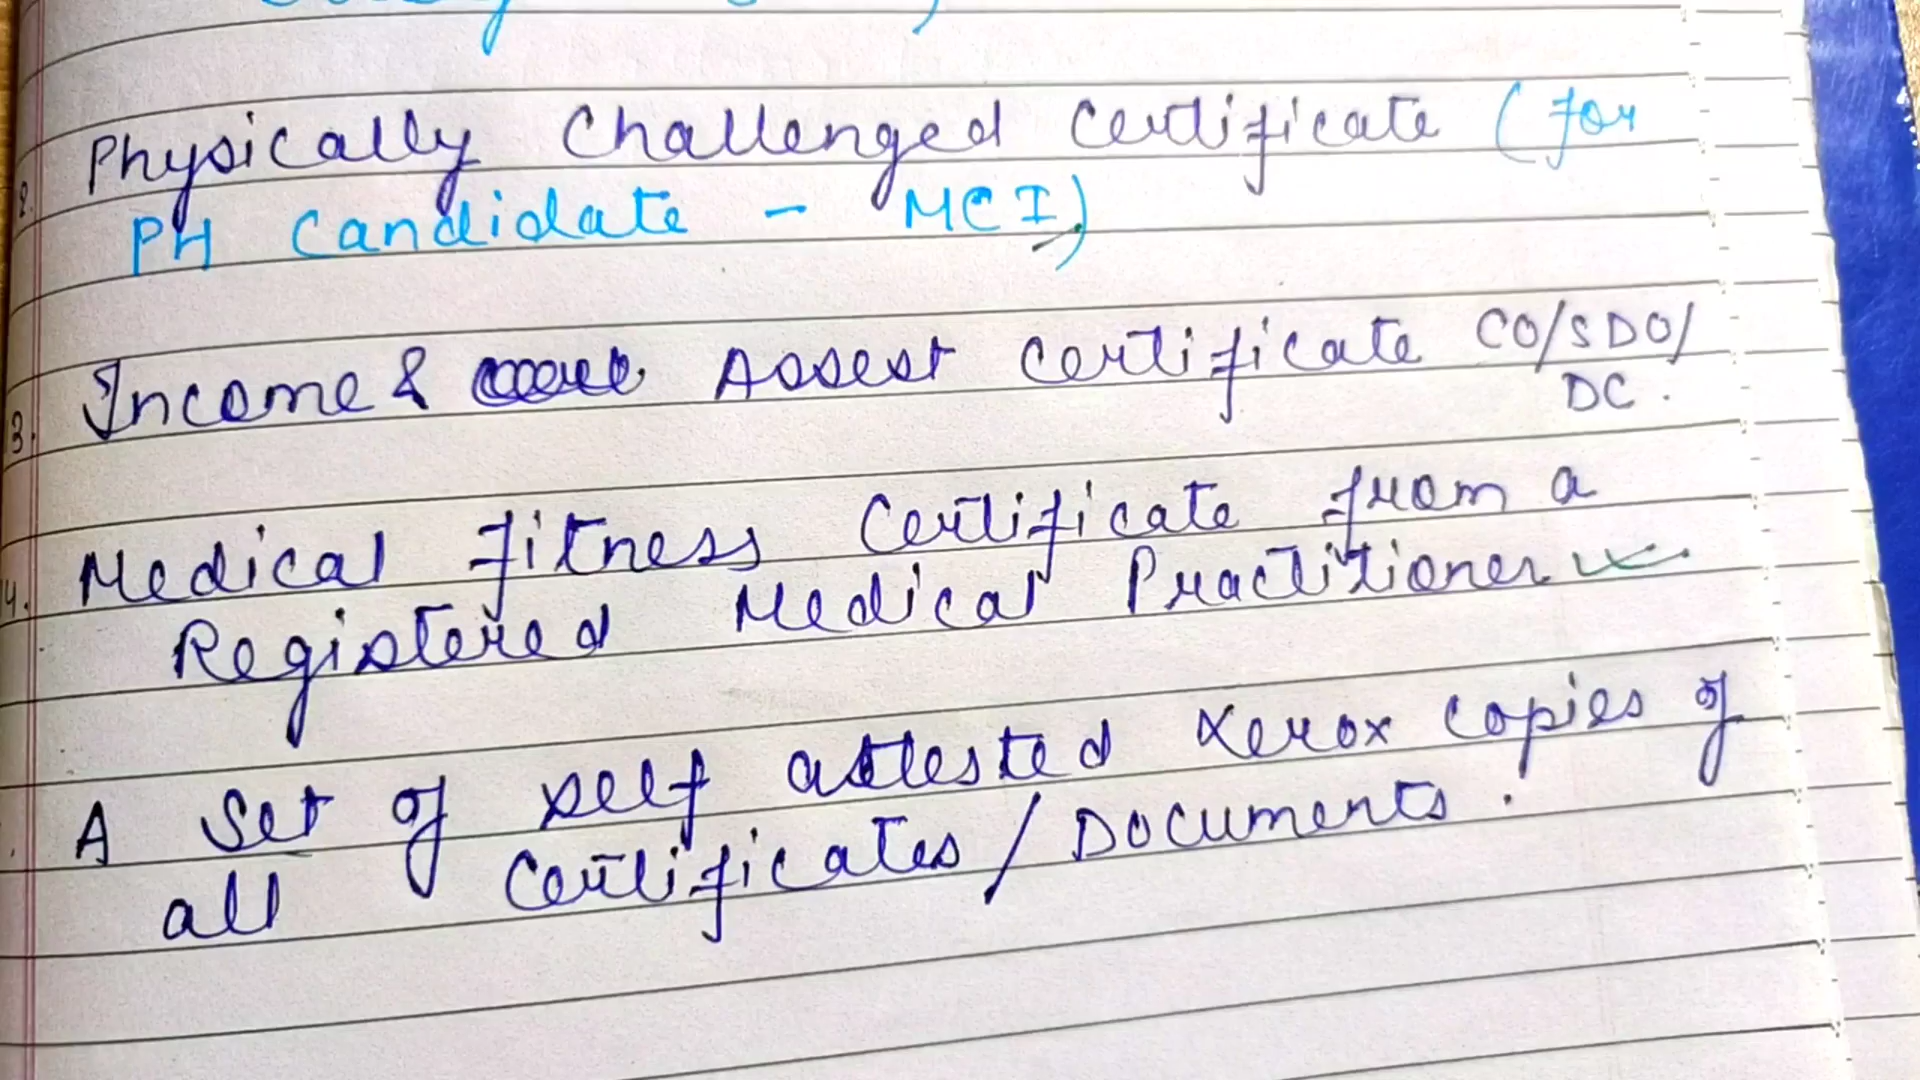 2. Physically Challenged Certificate (for
PH Candidate - MCI)
3. Income & Assest Certificate CO/SDO/
DC.
4. Medical Fitness Certificate from a
Registered Medical Practitioner
A Set of self attested Xerox copies of
all Certificates/Documents.